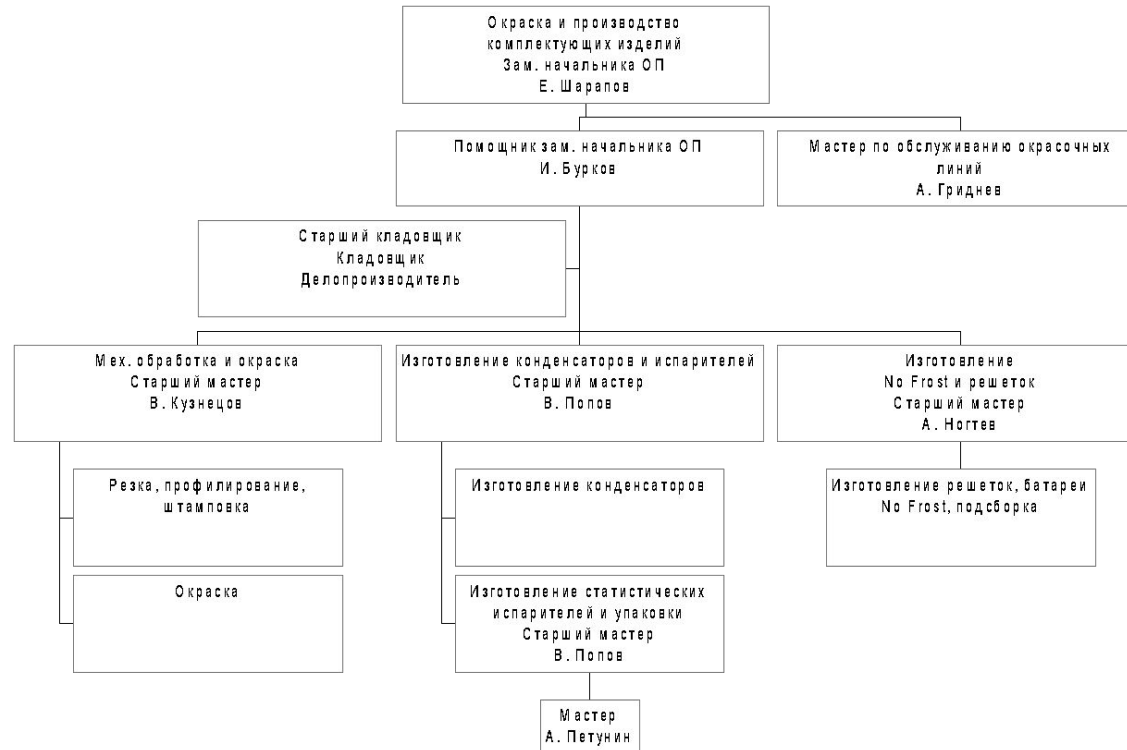 Окраска и производство
комплектующих изделий
Зам. начальника ОП
Е. Шарапов
Помощник зам. начальника ОП
И. Бурков
Мастер по обслуживанию окрасочных
линий
А. Гриднев
Старший кладовщик
Кладовщик
Делопроизводитель
Мех. обработка и окраска
Старший мастер
В. Кузнецов
Изготовление конденсаторов и испарителей
Старший мастер
В. Попов
Изготовление
No Frost и решеток
Старший мастер
А. Ногтев
Резка, профилирование,
штамповка
Изготовление конденсаторов
Изготовление решеток, батареи
No Frost, подсборка
Окраска
Изготовление статистических
испарителей и упаковки
Старший мастер
В. Попов
Мастер
А. Петунин